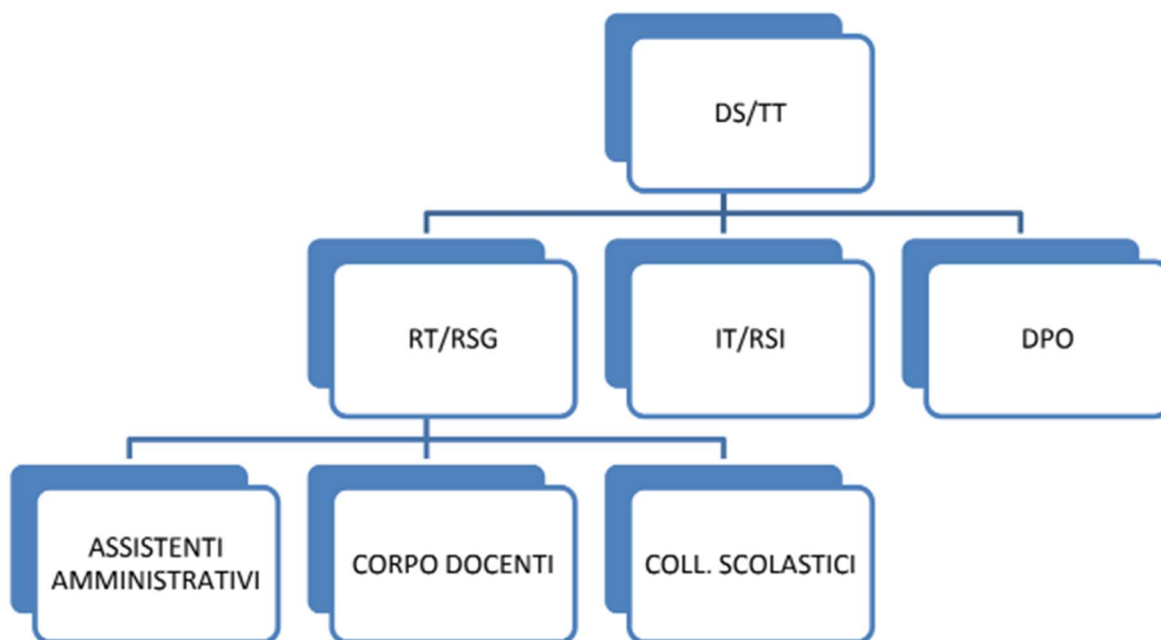 DS/TT
RT/RSG
IT/RSI
DPO
ASSISTENTI
AMMINISTRATIVI
CORPO DOCENTI
COLL. SCOLASTICI